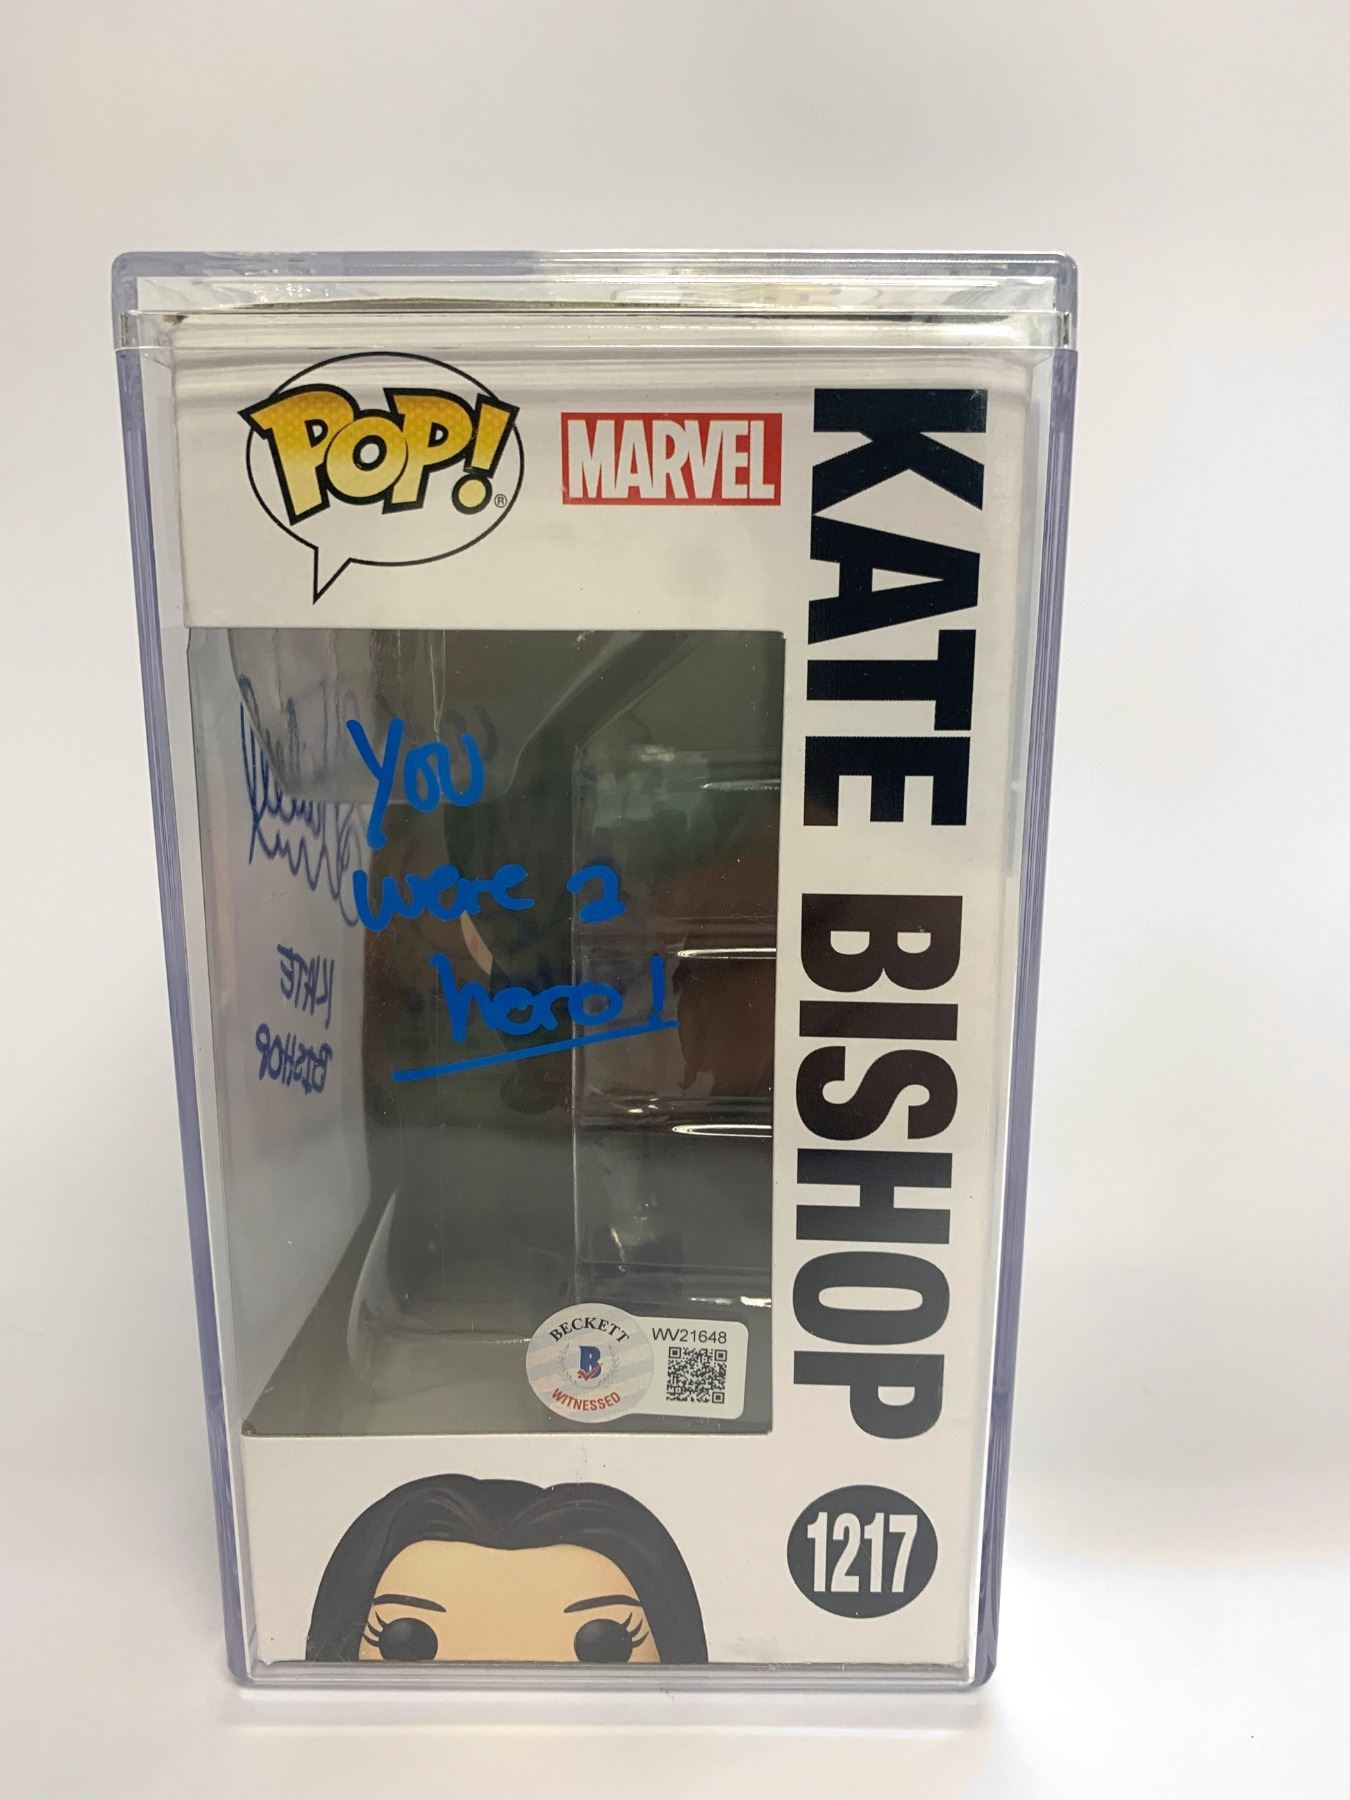 POP!®
MARVEL
KATE BISHOP
You
were a
hero!
KATE
BISHOP
BECKETT
B
WITNESSED
WV21648
1217